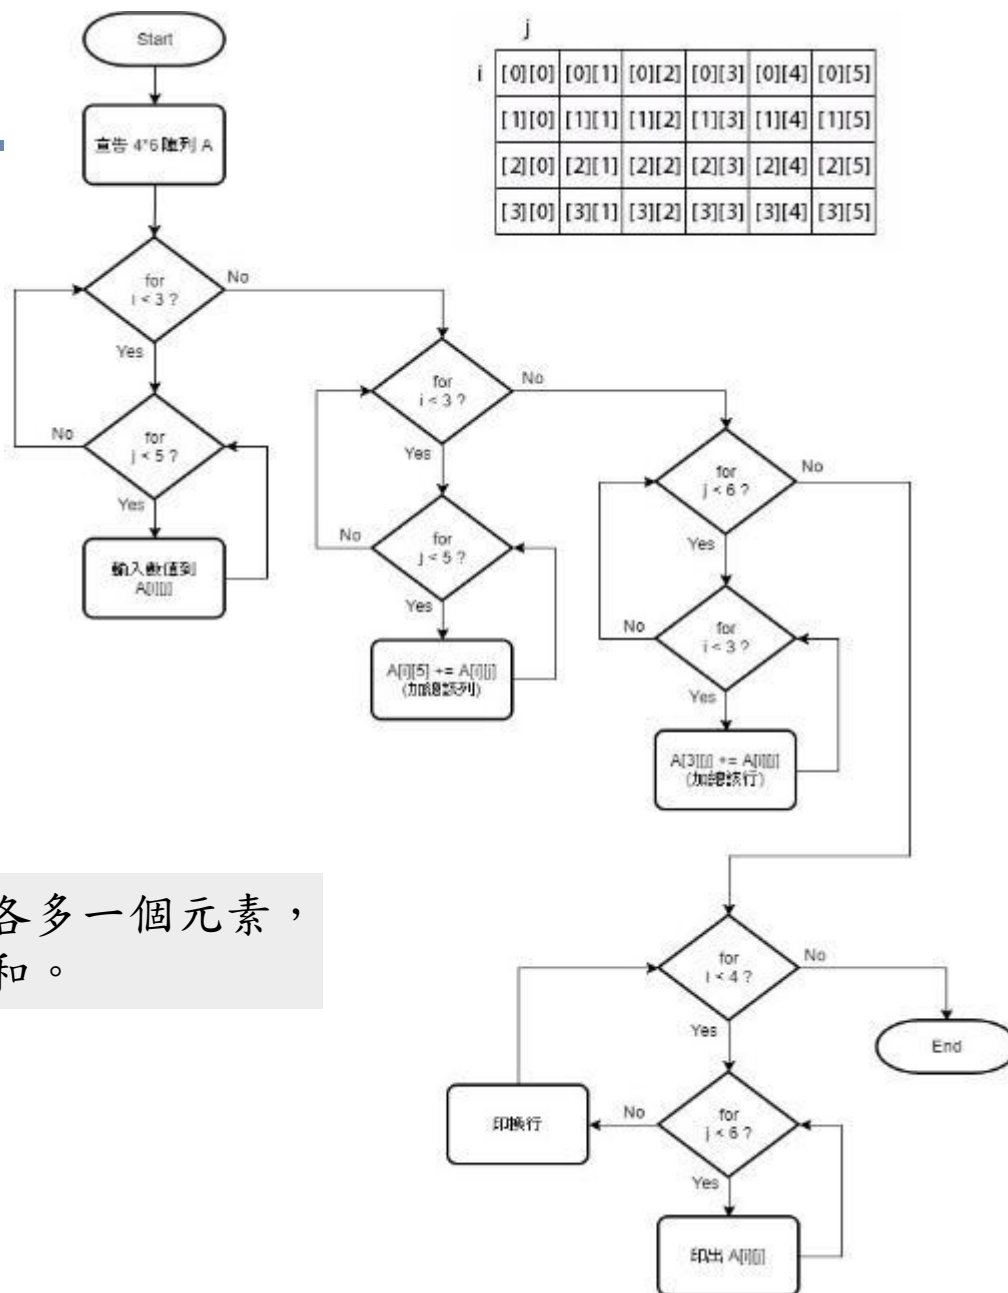 Start
宣告 4*6 陣列 A
for
i < 3 ?
No
Yes
for
j < 5 ?
No
Yes
輸入數值到
A[i][j]
j
i
[0][0] [0][1] [0][2] [0][3] [0][4] [0][5]
[1][0] [1][1] [1][2] [1][3] [1][4] [1][5]
[2][0] [2][1] [2][2] [2][3] [2][4] [2][5]
[3][0] [3][1] [3][2] [3][3] [3][4] [3][5]
for
i < 3 ?
No
Yes
for
j < 5 ?
No
Yes
A[i][5] += A[i][j]
(加總該列)
for
j < 6 ?
No
Yes
for
i < 3 ?
No
Yes
A[3][j] += A[i][j]
(加總該行)
各多一個元素，
和。
for
i < 4 ?
No
Yes
End
for
j < 6 ?
No
Yes
印換行
印出 A[i][j]